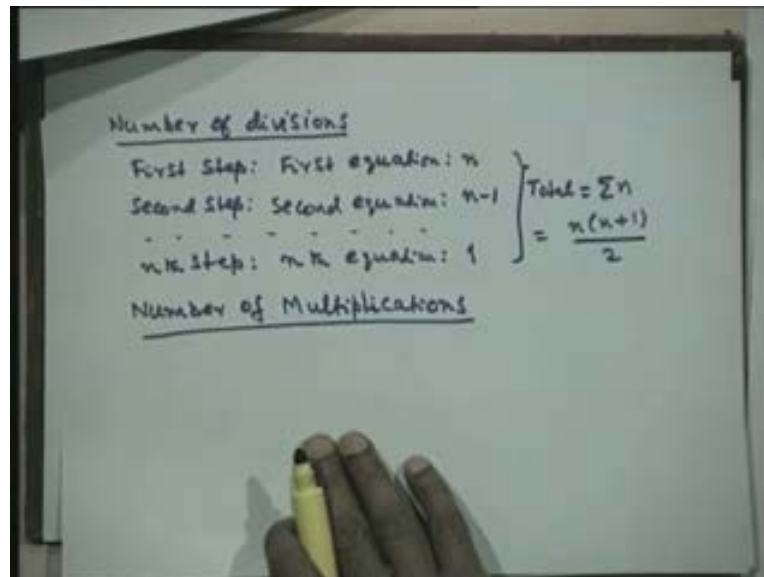 Number of divisions
First Step: First equation: n
Second Step: Second equation: n-1
- - - - - - - -
nth Step: nth equation: 1
} Total = Σn
= n(n+1)/2
Number of Multiplications